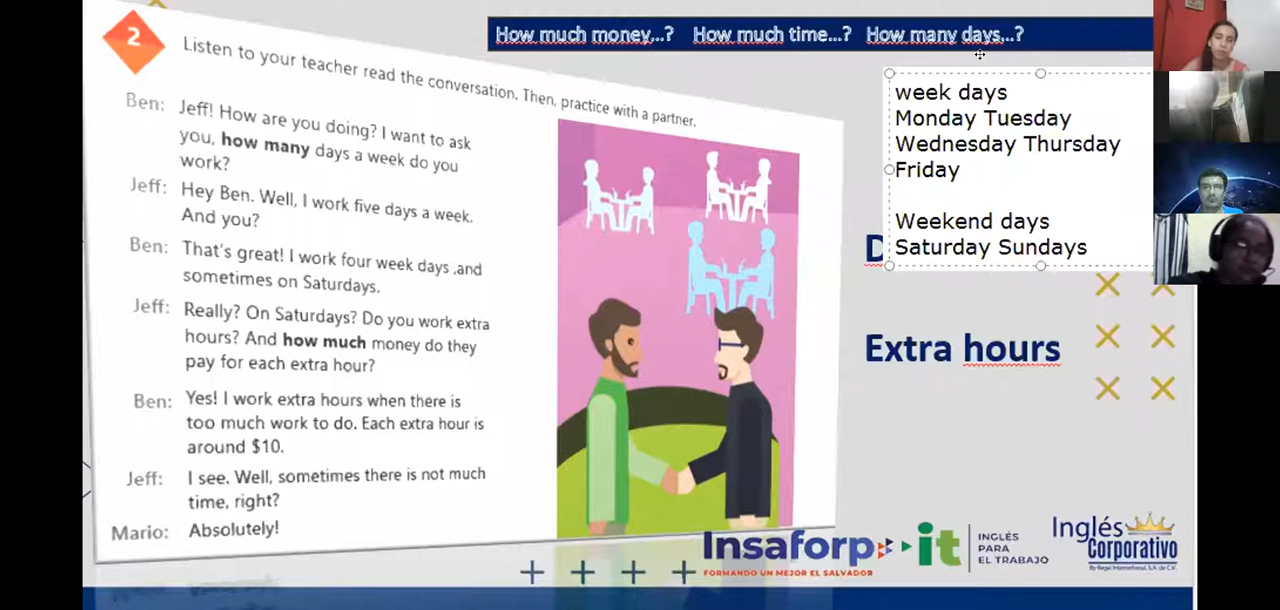 How much money...? How much time...? How many days...?
2
Listen to your teacher read the conversation. Then, practice with a partner.
Ben: Jeff! How are you doing? I want to ask
you, how many days a week do you
work?
Jeff: Hey Ben. Well, I work five days a week.
And you?
Ben: That's great! I work four week days .and
sometimes on Saturdays.
Jeff: Really? On Saturdays? Do you work extra
hours? And how much money do they
pay for each extra hour?
Ben: Yes! I work extra hours when there is
too much work to do. Each extra hour is
around $10.
Jeff: I see. Well, sometimes there is not much
time, right?
Mario: Absolutely!
week days
Monday Tuesday
Wednesday Thursday
Friday
Weekend days
Saturday Sundays
D
Extra hours
Insaforp
FORMANDO UN MEJOR EL SALVADOR
it
INGLÉS
PARA
EL TRABAJO
Inglés
Corporativo
By Regal International, S.A. de C.V.